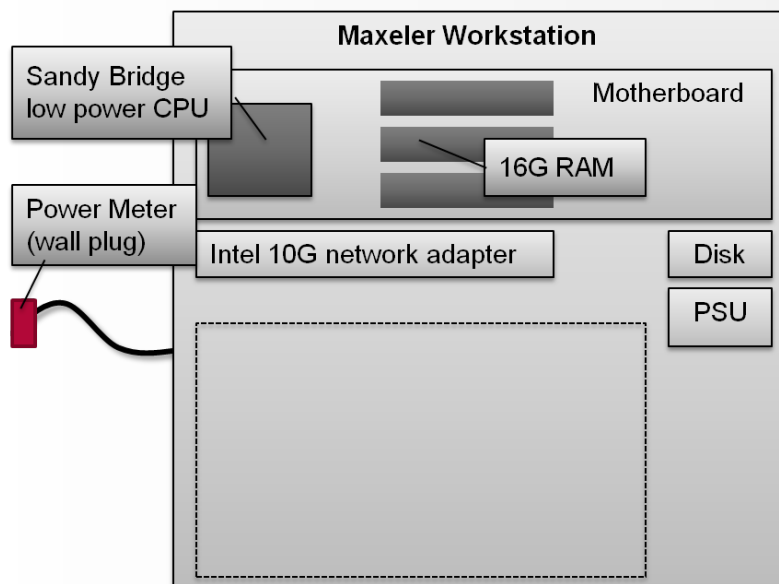 Maxeler Workstation
Sandy Bridge
low power CPU
Motherboard
16G RAM
Power Meter
(wall plug)
Intel 10G network adapter
Disk
PSU